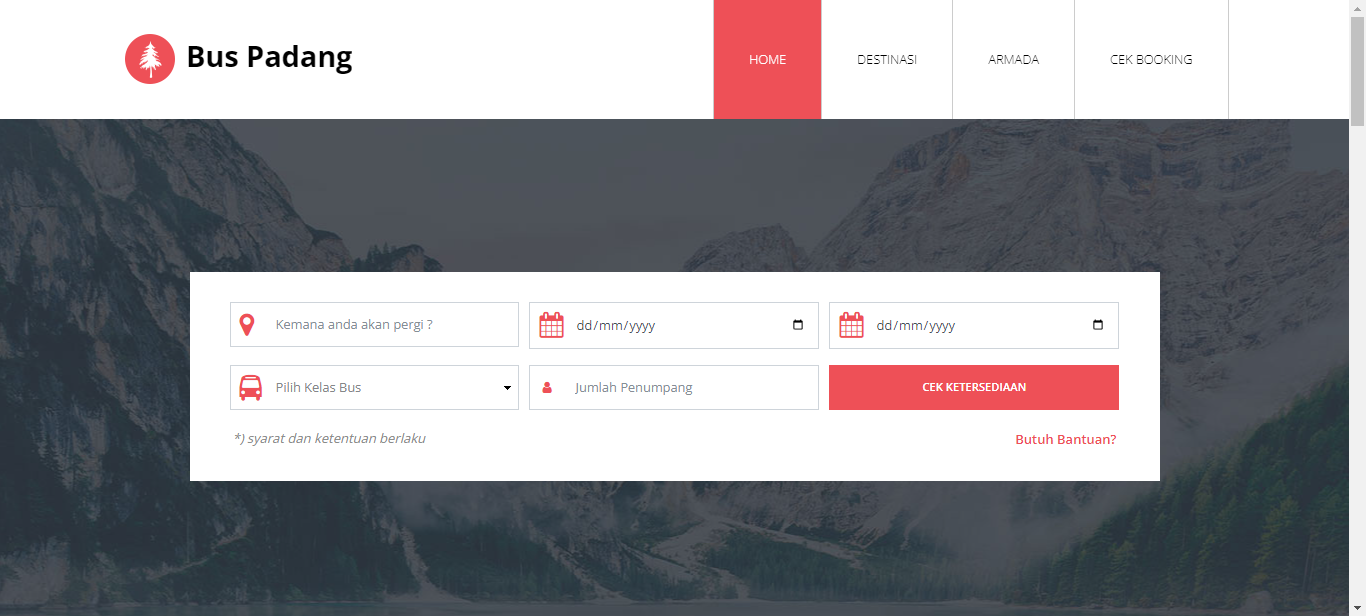 Bus Padang
HOME
DESTINASI
ARMADA
CEK BOOKING
Kemana anda akan pergi ?
dd/mm/yyyy
dd/mm/yyyy
Pilih Kelas Bus
Jumlah Penumpang
CEK KETERSEDIAAN
*) syarat dan ketentuan berlaku
Butuh Bantuan?